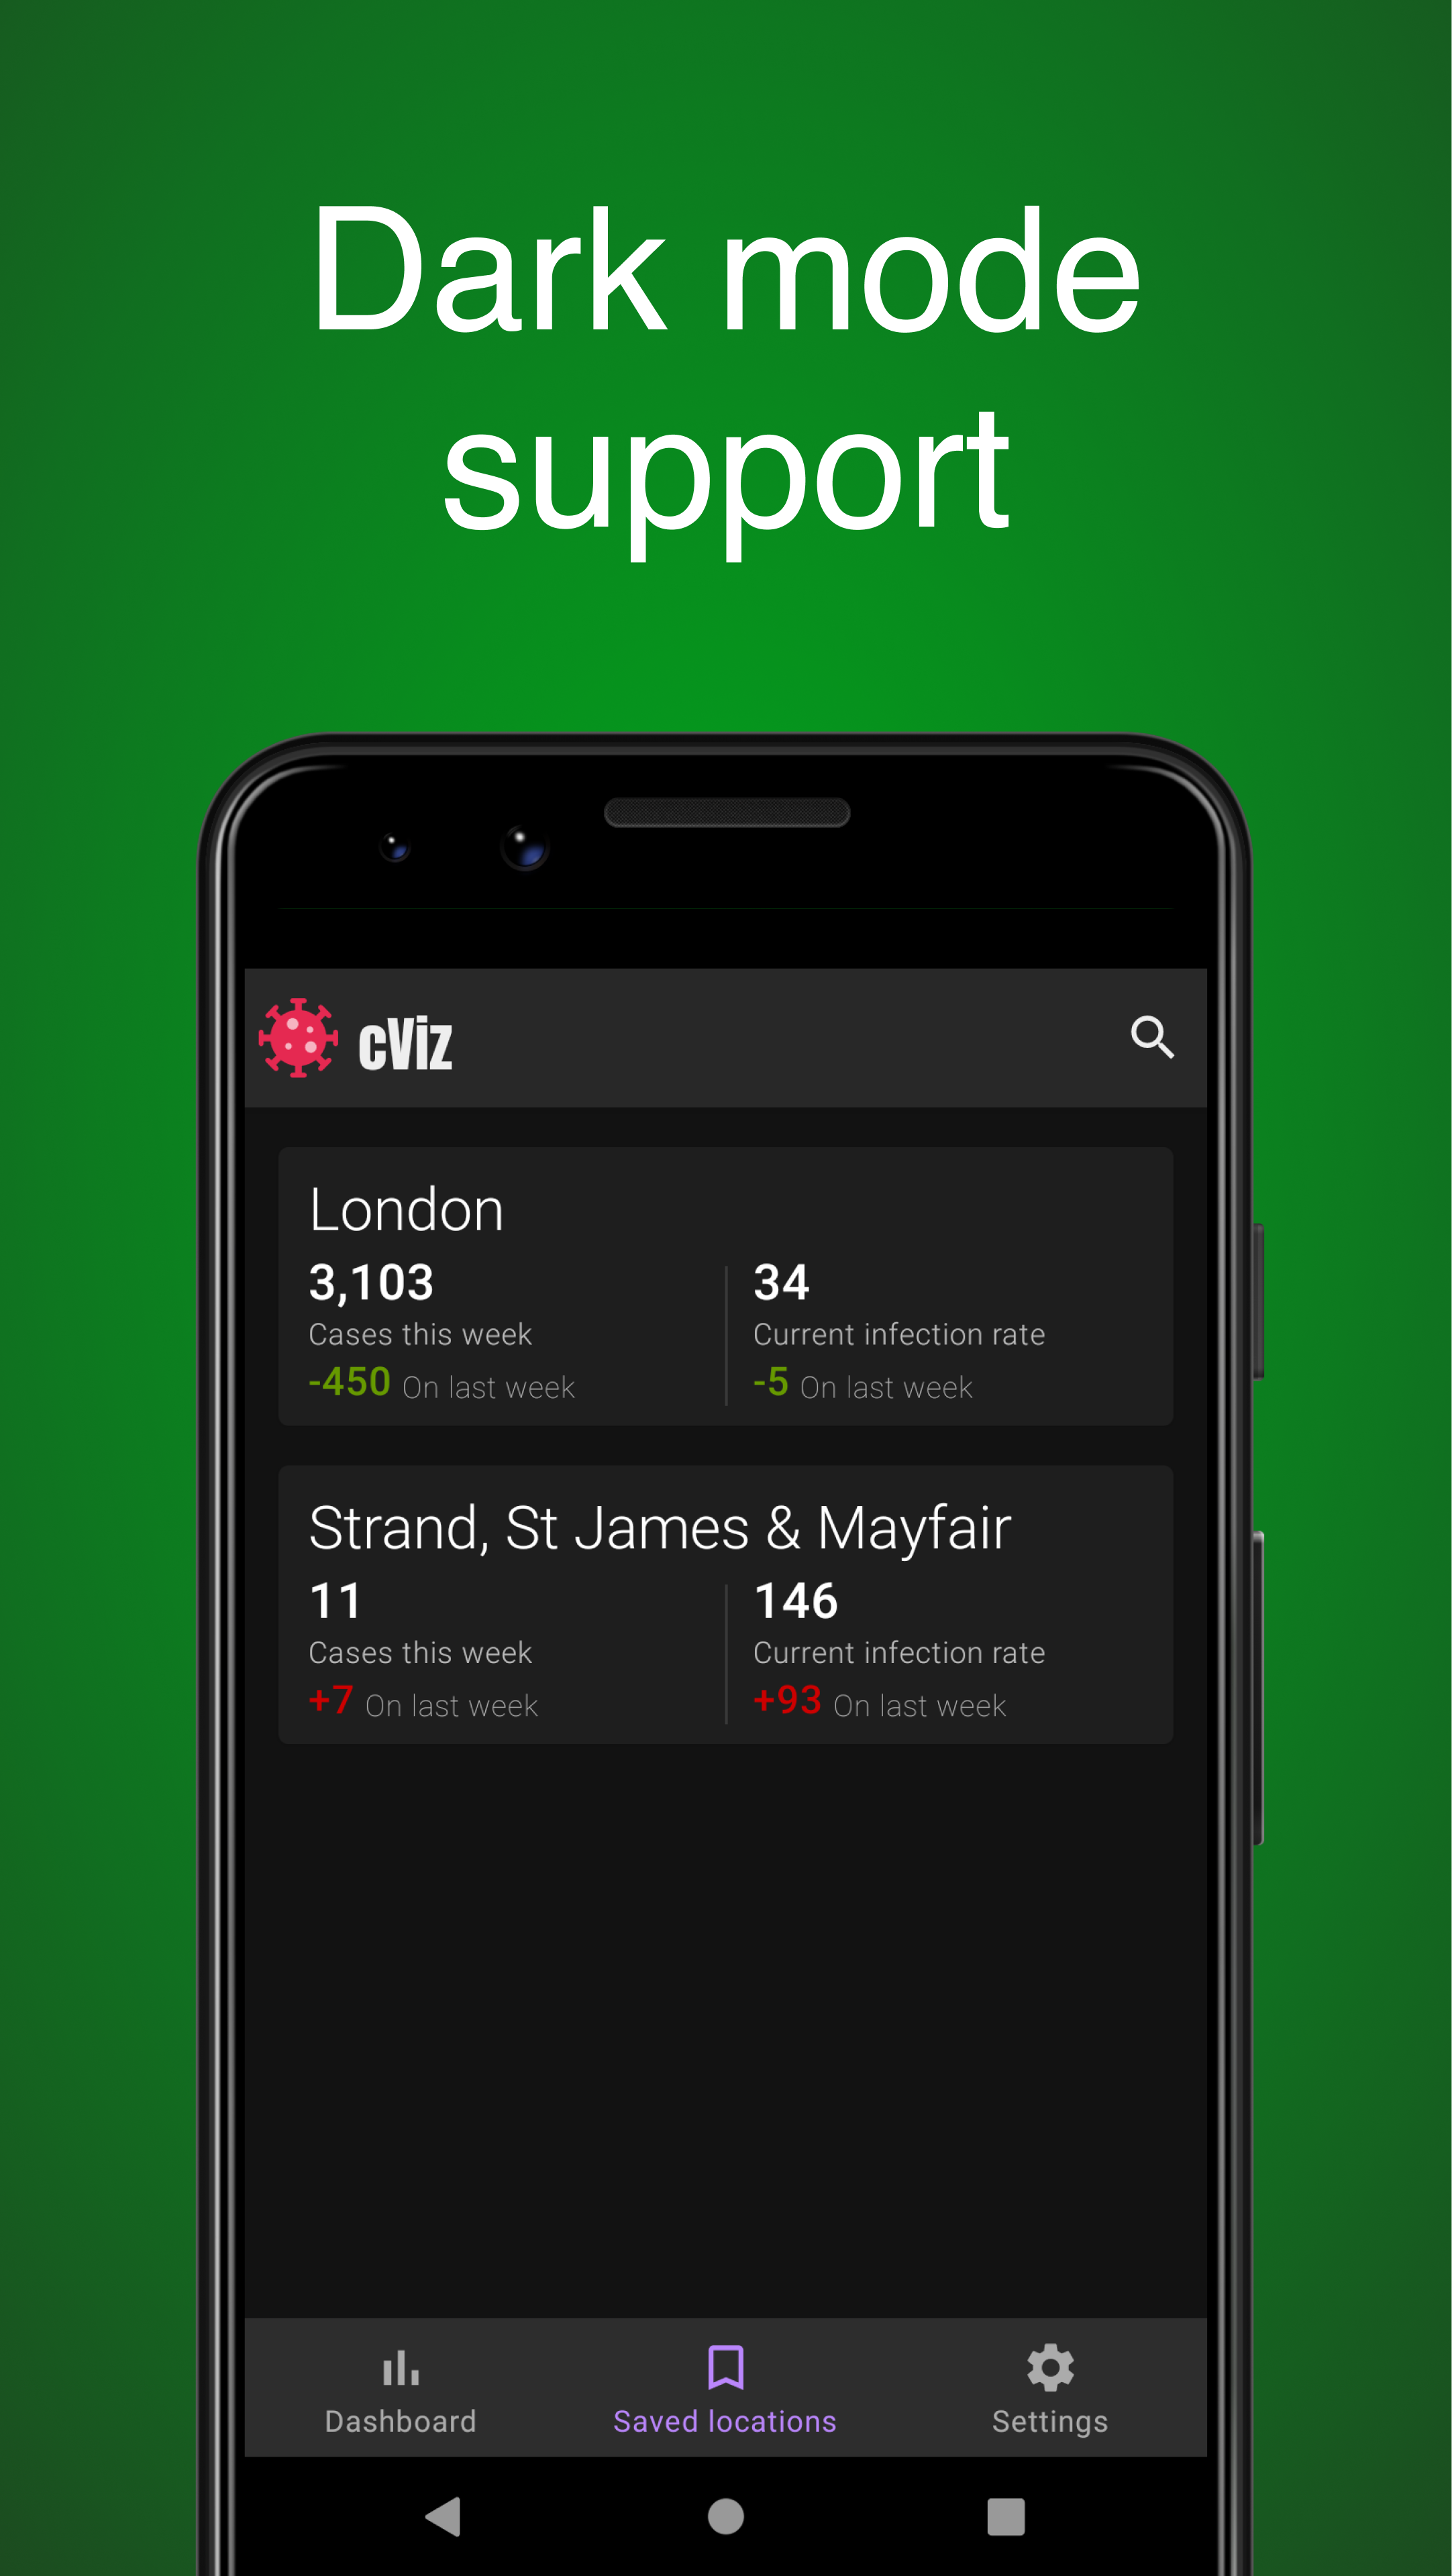 Dark mode
support
cViz
London
3,103
34
Cases this week
Current infection rate
-450 On last week
-5 On last week
Strand, St James & Mayfair
11
146
Cases this week
Current infection rate
+7 On last week
+93 On last week
Dashboard
Saved locations
Settings